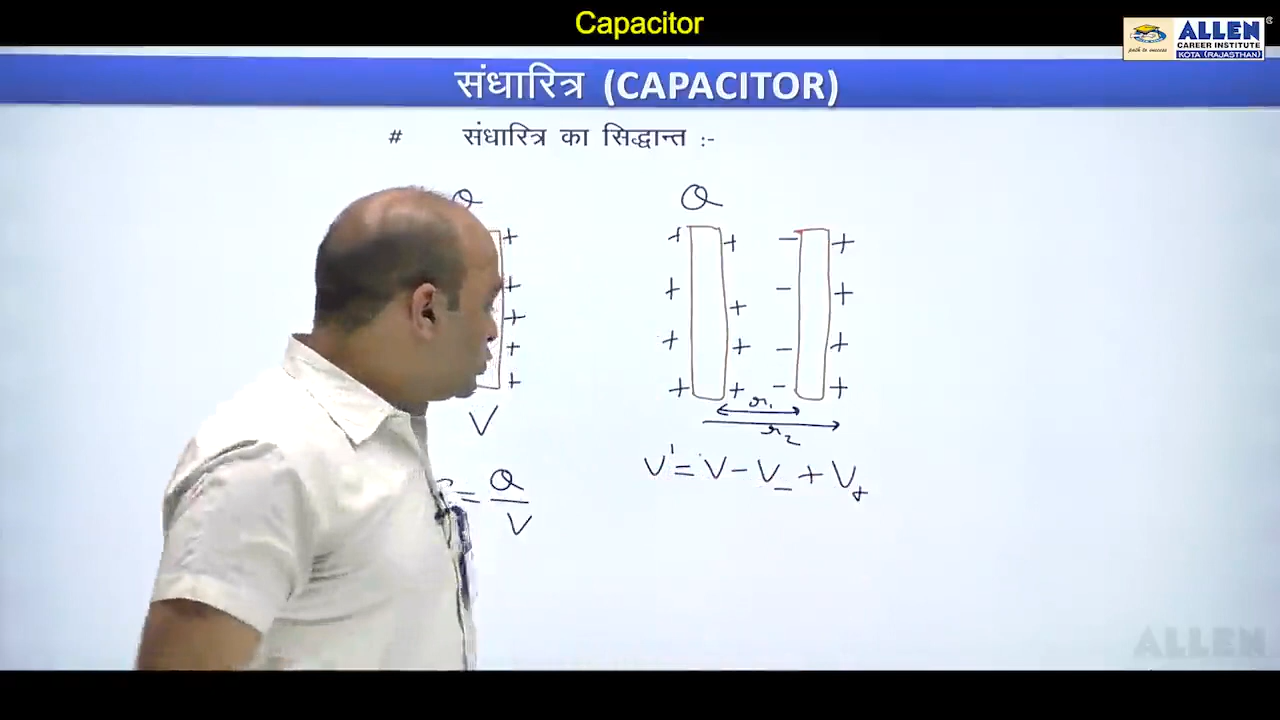 Capacitor
ALLEN
CAREER INSTITUTE
KOTA (RAJASTHAN)
path to success
संधारित्र (CAPACITOR)
# संधारित्र का सिद्धान्त :-
Q
Q
+ + - +
+ + - +
+ + - +
+ + - +
+
r₁
r₂
V
V' = V - V₋ + V₊
= Q
V
ALLEN